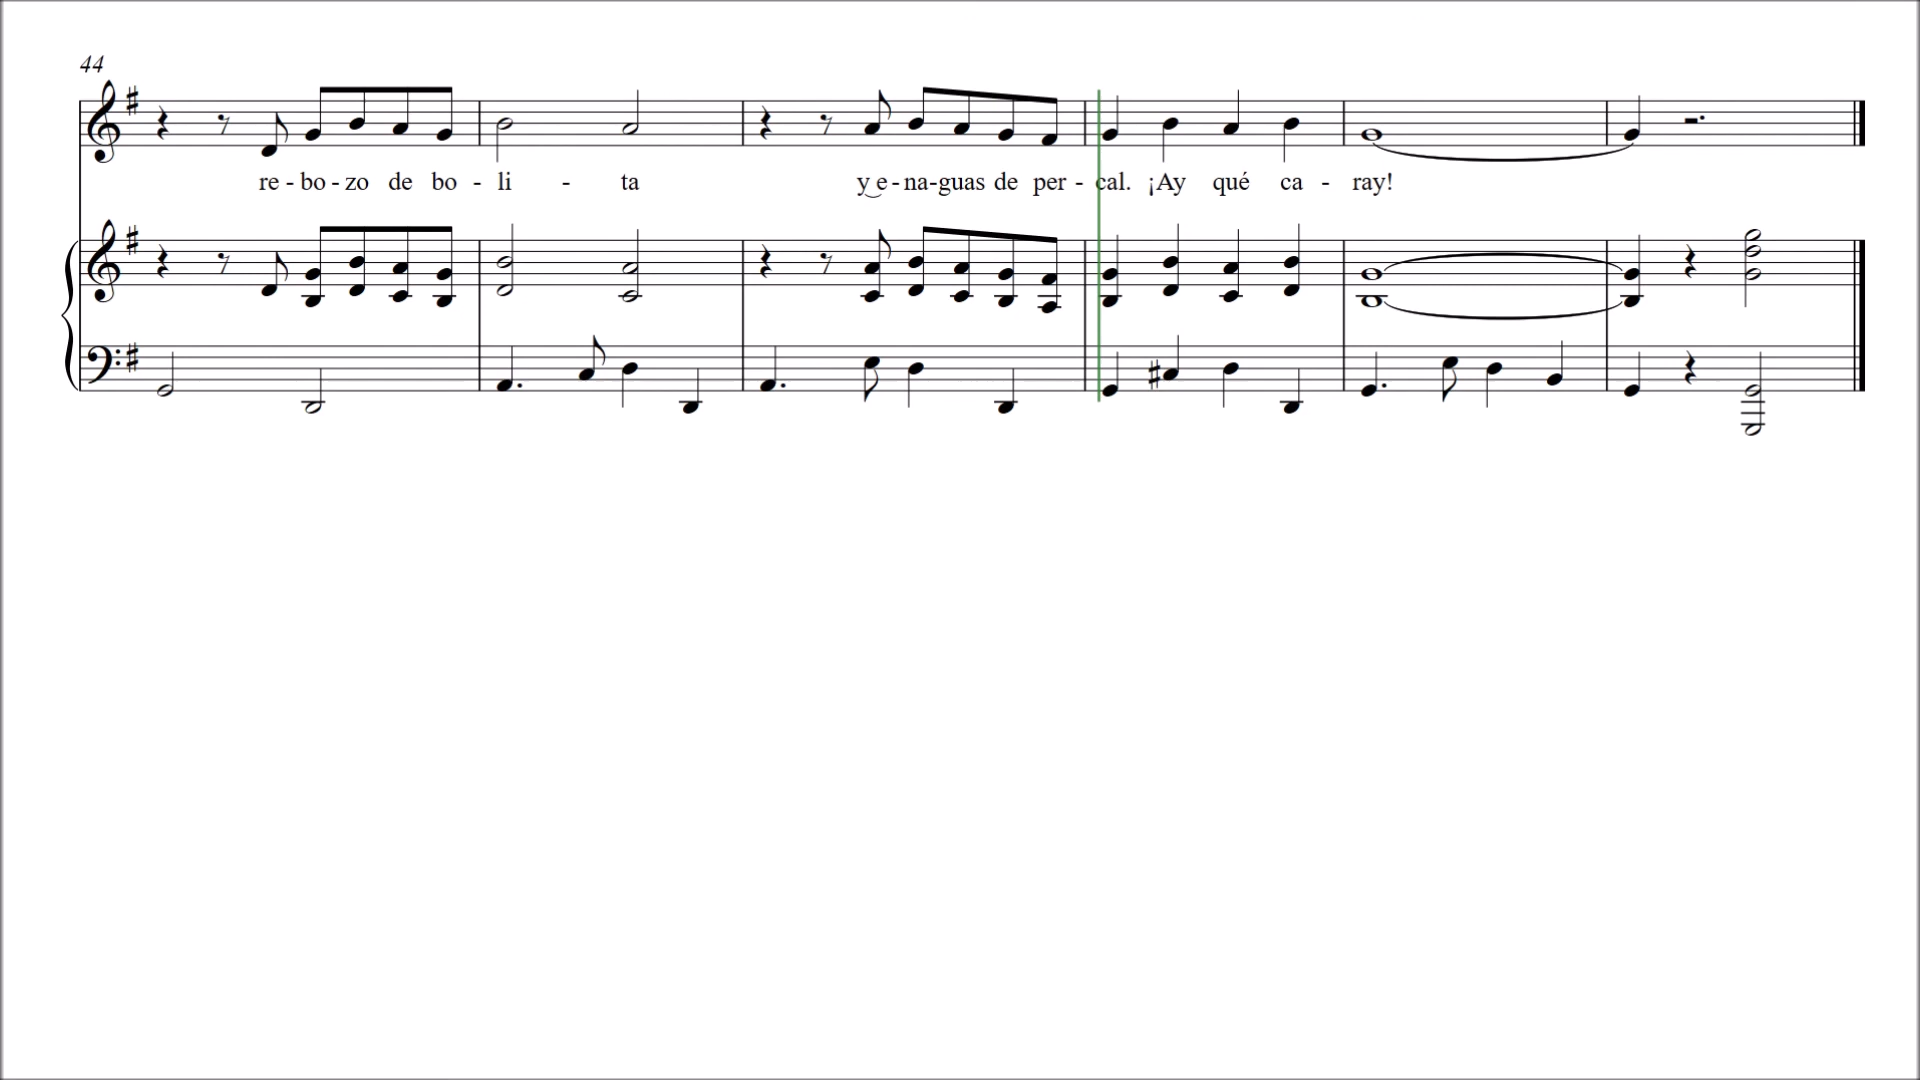 44
re - bo - zo de bo - li - ta y e - na - guas de per - cal. ¡Ay qué ca - ray!